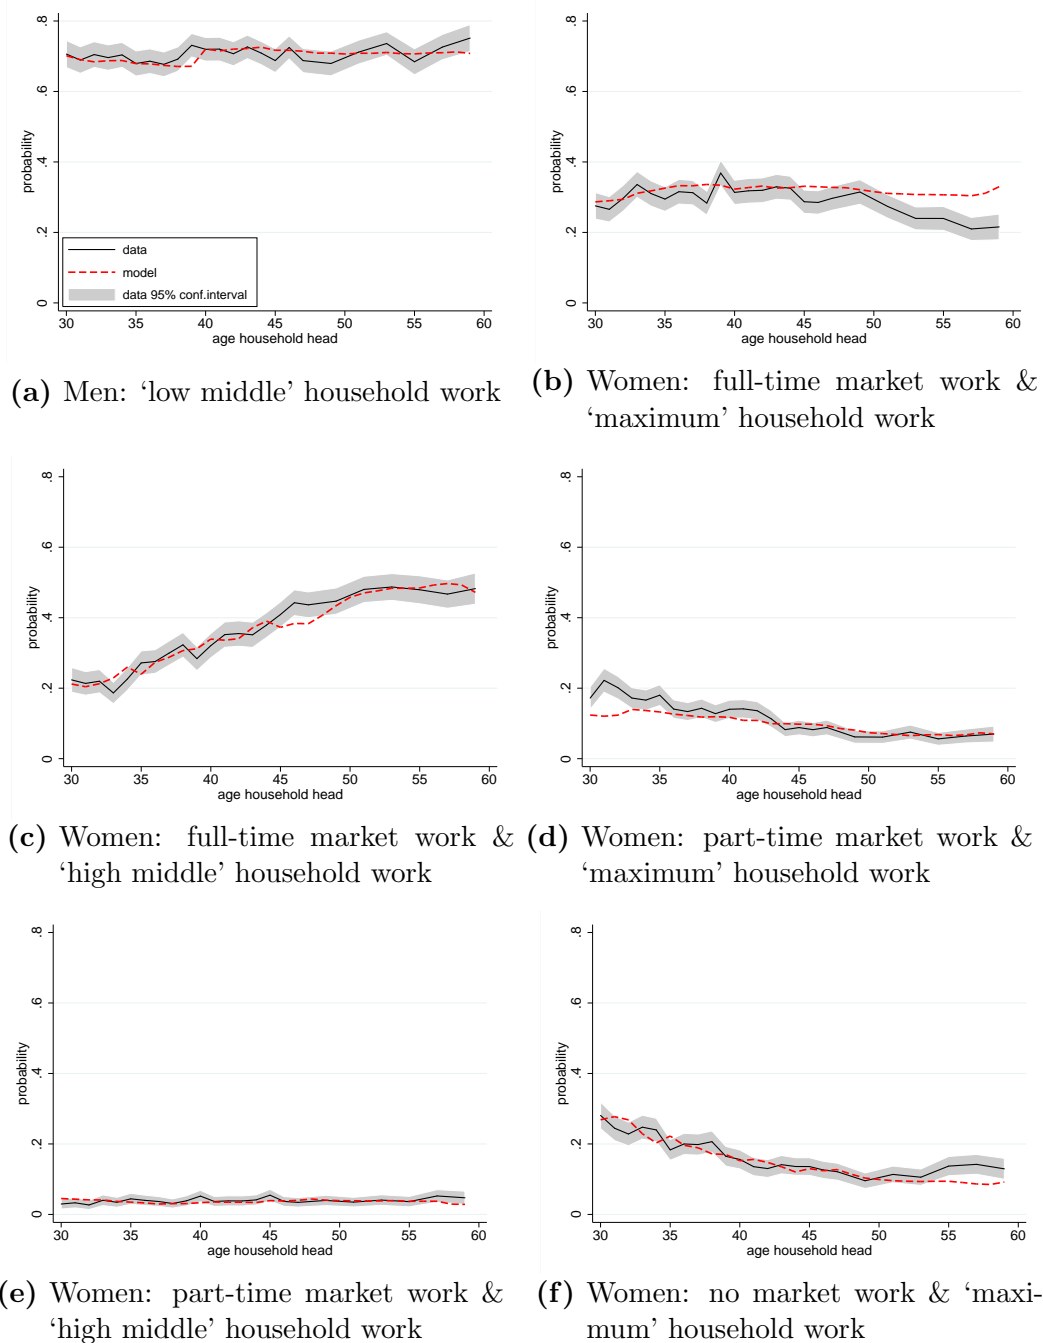 .8
.6
.4
.2
0
probability
data
model
data 95% conf.interval
30 35 40 45 50 55 60
age household head
(a) Men: ‘low middle’ household work
.8
.6
.4
.2
0
probability
30 35 40 45 50 55 60
age household head
(b) Women: full-time market work &
‘maximum’ household work
.8
.6
.4
.2
0
probability
30 35 40 45 50 55 60
age household head
(c) Women: full-time market work &
‘high middle’ household work
.8
.6
.4
.2
0
probability
30 35 40 45 50 55 60
age household head
(d) Women: part-time market work &
‘maximum’ household work
.8
.6
.4
.2
0
probability
30 35 40 45 50 55 60
age household head
(e) Women: part-time market work &
‘high middle’ household work
.8
.6
.4
.2
0
probability
30 35 40 45 50 55 60
age household head
(f) Women: no market work & ‘maxi-
mum’ household work